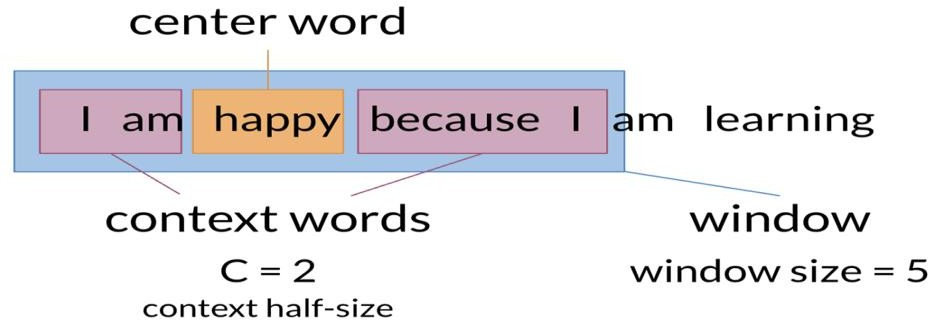 center word
I am happy because I am learning
context words
window
C = 2
window size = 5
context half-size